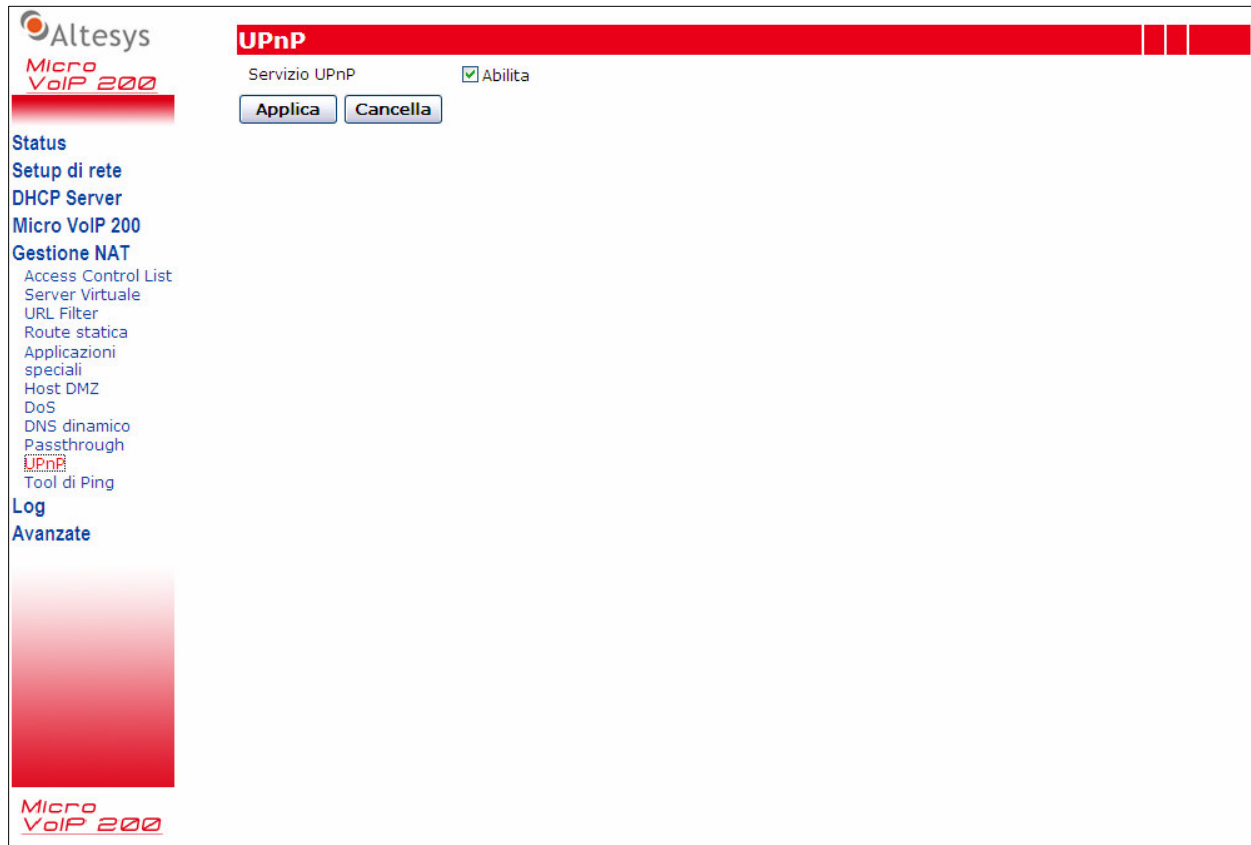 Altesys
Micro
VoIP 200
UPnP
Servizio UPnP Abilita
Applica Cancella
Status
Setup di rete
DHCP Server
Micro VoIP 200
Gestione NAT
Access Control List
Server Virtuale
URL Filter
Route statica
Applicazioni
speciali
Host DMZ
DoS
DNS dinamico
Passthrough
UPnP
Tool di Ping
Log
Avanzate
Micro
VoIP 200